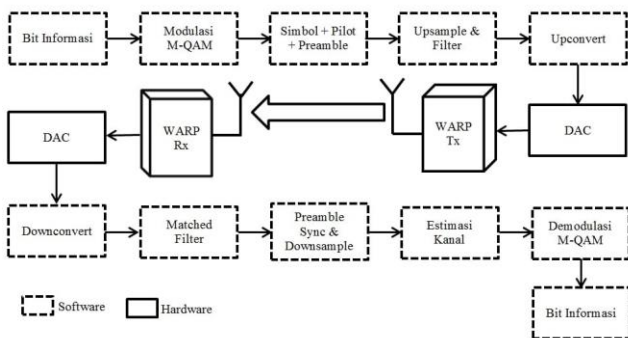 Bit Informasi
Modulasi
M-QAM
Simbol + Pilot
+ Preamble
Upsample &
Filter
Upconvert
DAC
WARP
Rx
WARP
Tx
DAC
Downconvert
Matched
Filter
Preamble
Sync &
Downsample
Estimasi
Kanal
Demodulasi
M-QAM
Bit Informasi
Software
Hardware